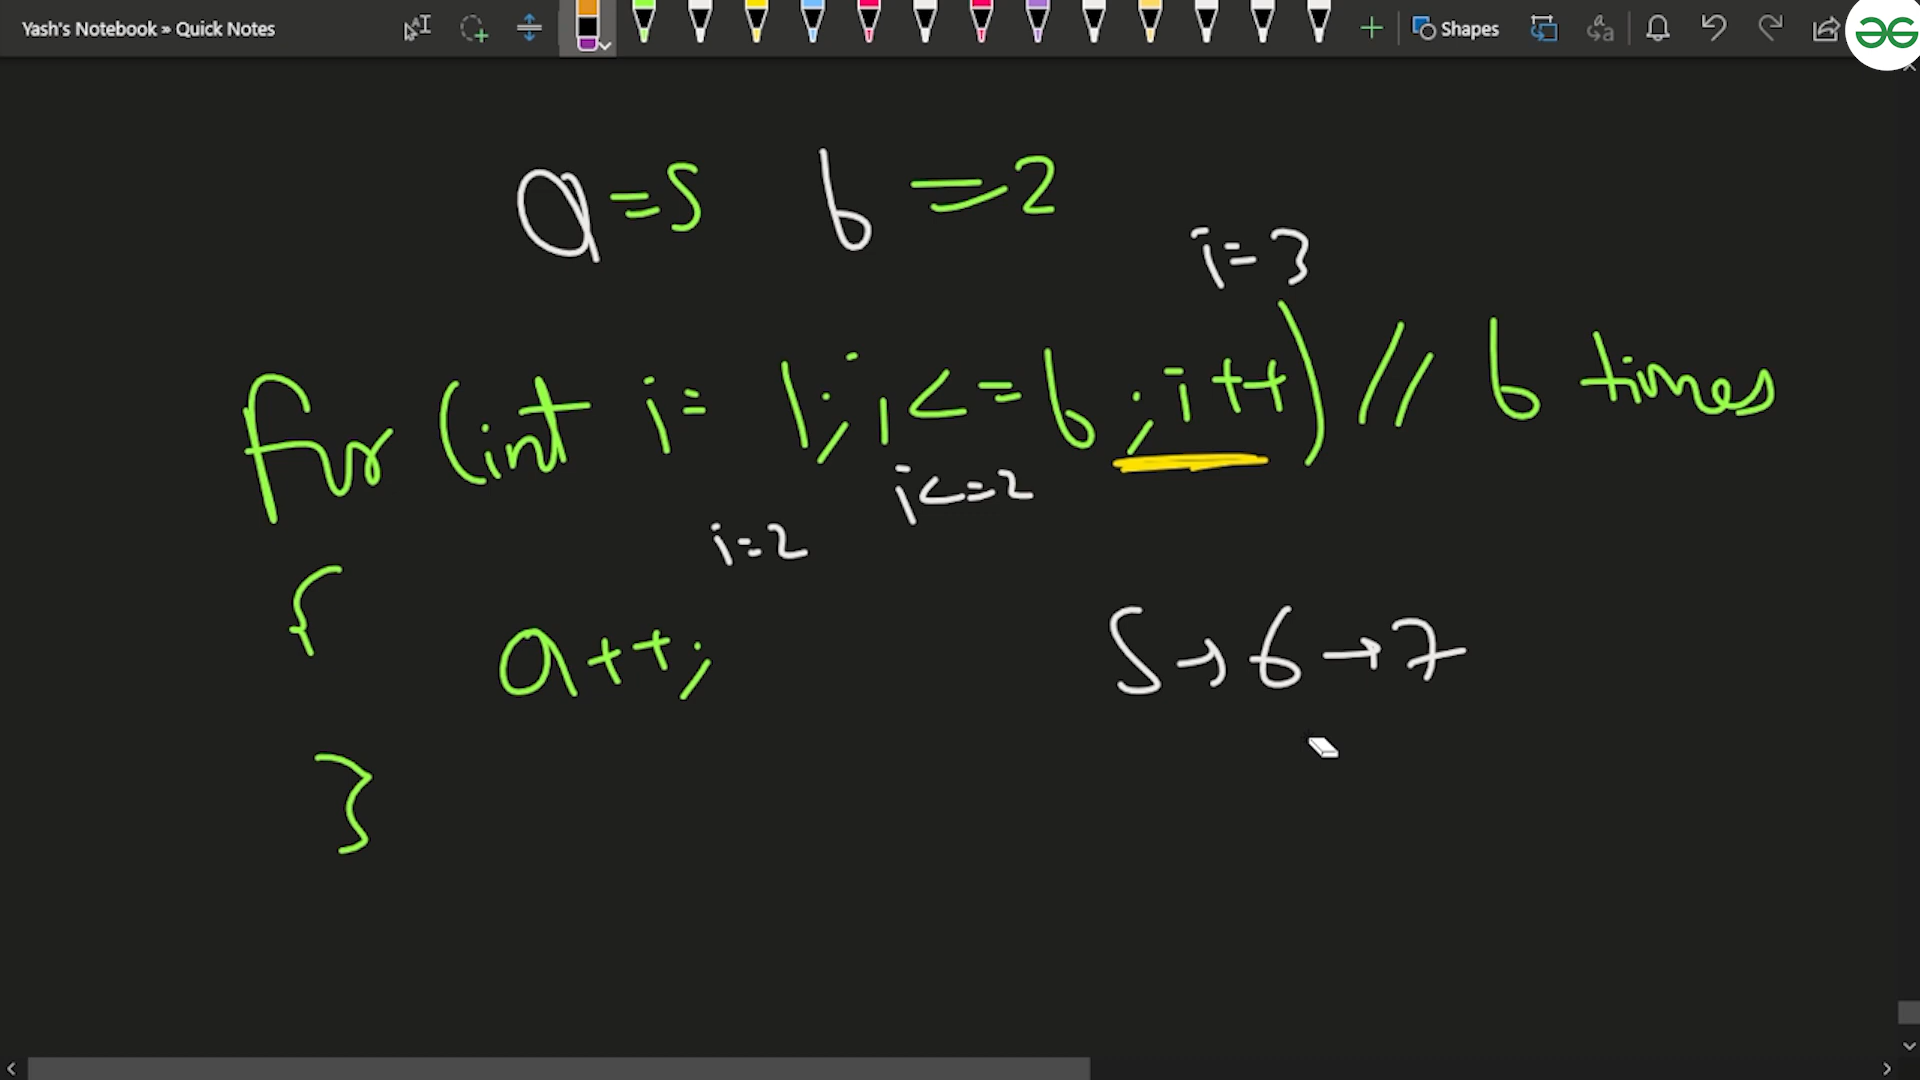 Yash's Notebook » Quick Notes
Shapes
a = 5 b = 2
i = 3
for (int i = 1; i <= b; i++) // b times
i <= 2
i = 2
{
a++;
5 → 6 → 7
}